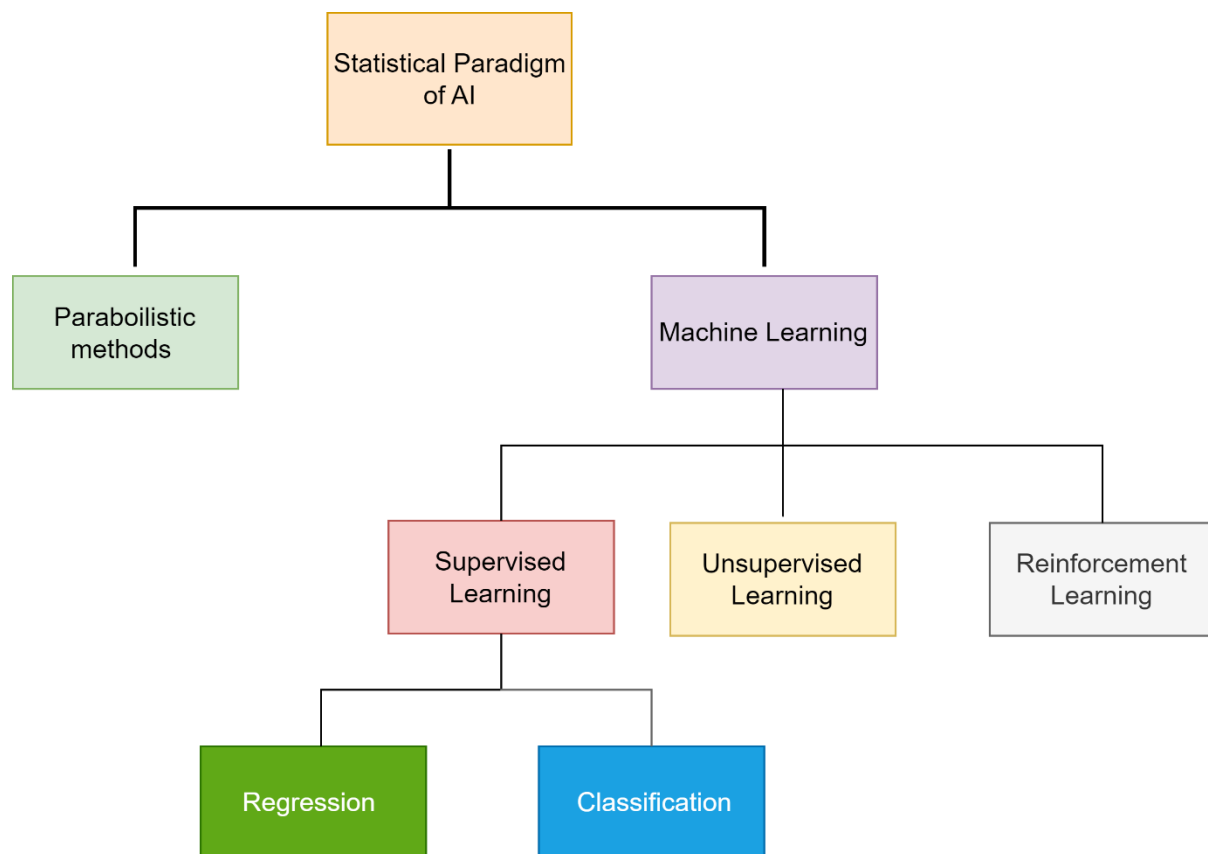 Statistical Paradigm
of AI
Paraboilistic
methods
Machine Learning
Supervised
Learning
Unsupervised
Learning
Reinforcement
Learning
Regression
Classification